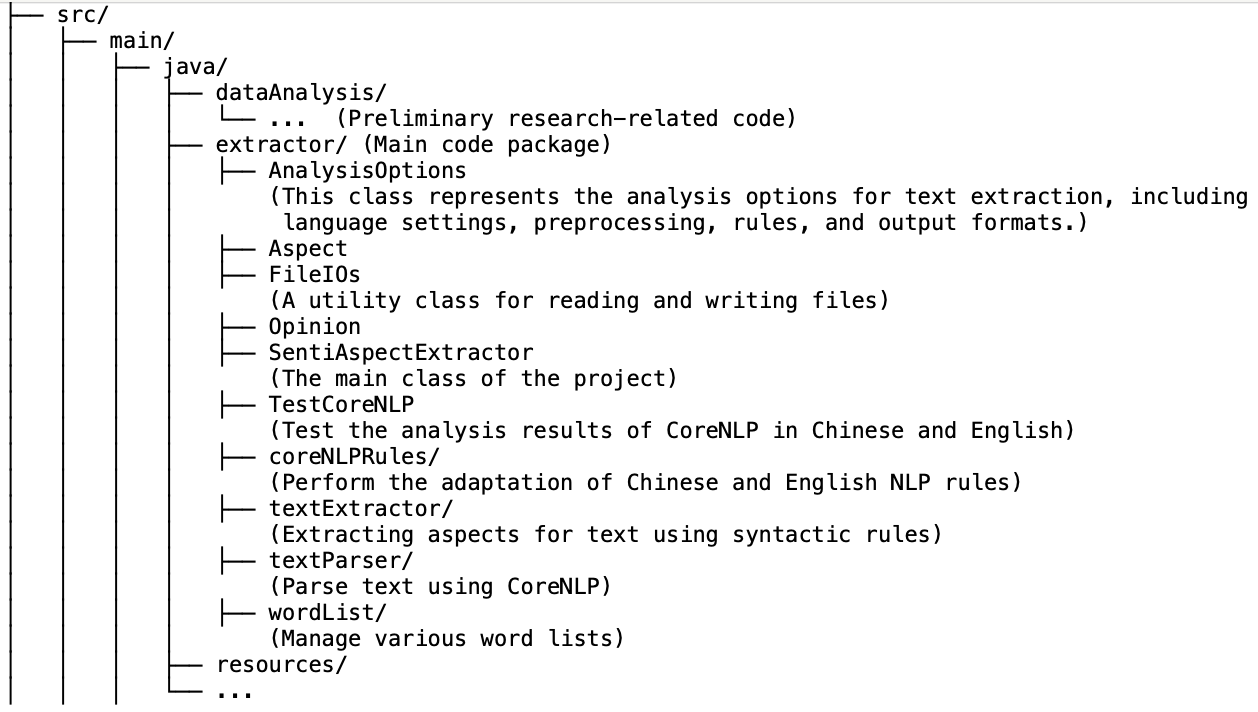 ├── src/
│   ├── main/
│   │   ├── java/
│   │   │   ├── dataAnalysis/
│   │   │   │   └── ...  (Preliminary research-related code)
│   │   │   ├── extractor/ (Main code package)
│   │   │   │   ├── AnalysisOptions
│   │   │   │       (This class represents the analysis options for text extraction, including
│   │   │   │        language settings, preprocessing, rules, and output formats.)
│   │   │   │   ├── Aspect
│   │   │   │   ├── FileIOs
│   │   │   │       (A utility class for reading and writing files)
│   │   │   │   ├── Opinion
│   │   │   │   ├── SentiAspectExtractor
│   │   │   │       (The main class of the project)
│   │   │   │   ├── TestCoreNLP
│   │   │   │       (Test the analysis results of CoreNLP in Chinese and English)
│   │   │   │   ├── coreNLPRules/
│   │   │   │       (Perform the adaptation of Chinese and English NLP rules)
│   │   │   │   ├── textExtractor/
│   │   │   │       (Extracting aspects for text using syntactic rules)
│   │   │   │   ├── textParser/
│   │   │   │       (Parse text using CoreNLP)
│   │   │   │   ├── wordList/
│   │   │   │       (Manage various word lists)
│   │   │   ├── resources/
│   │   │   └── ...